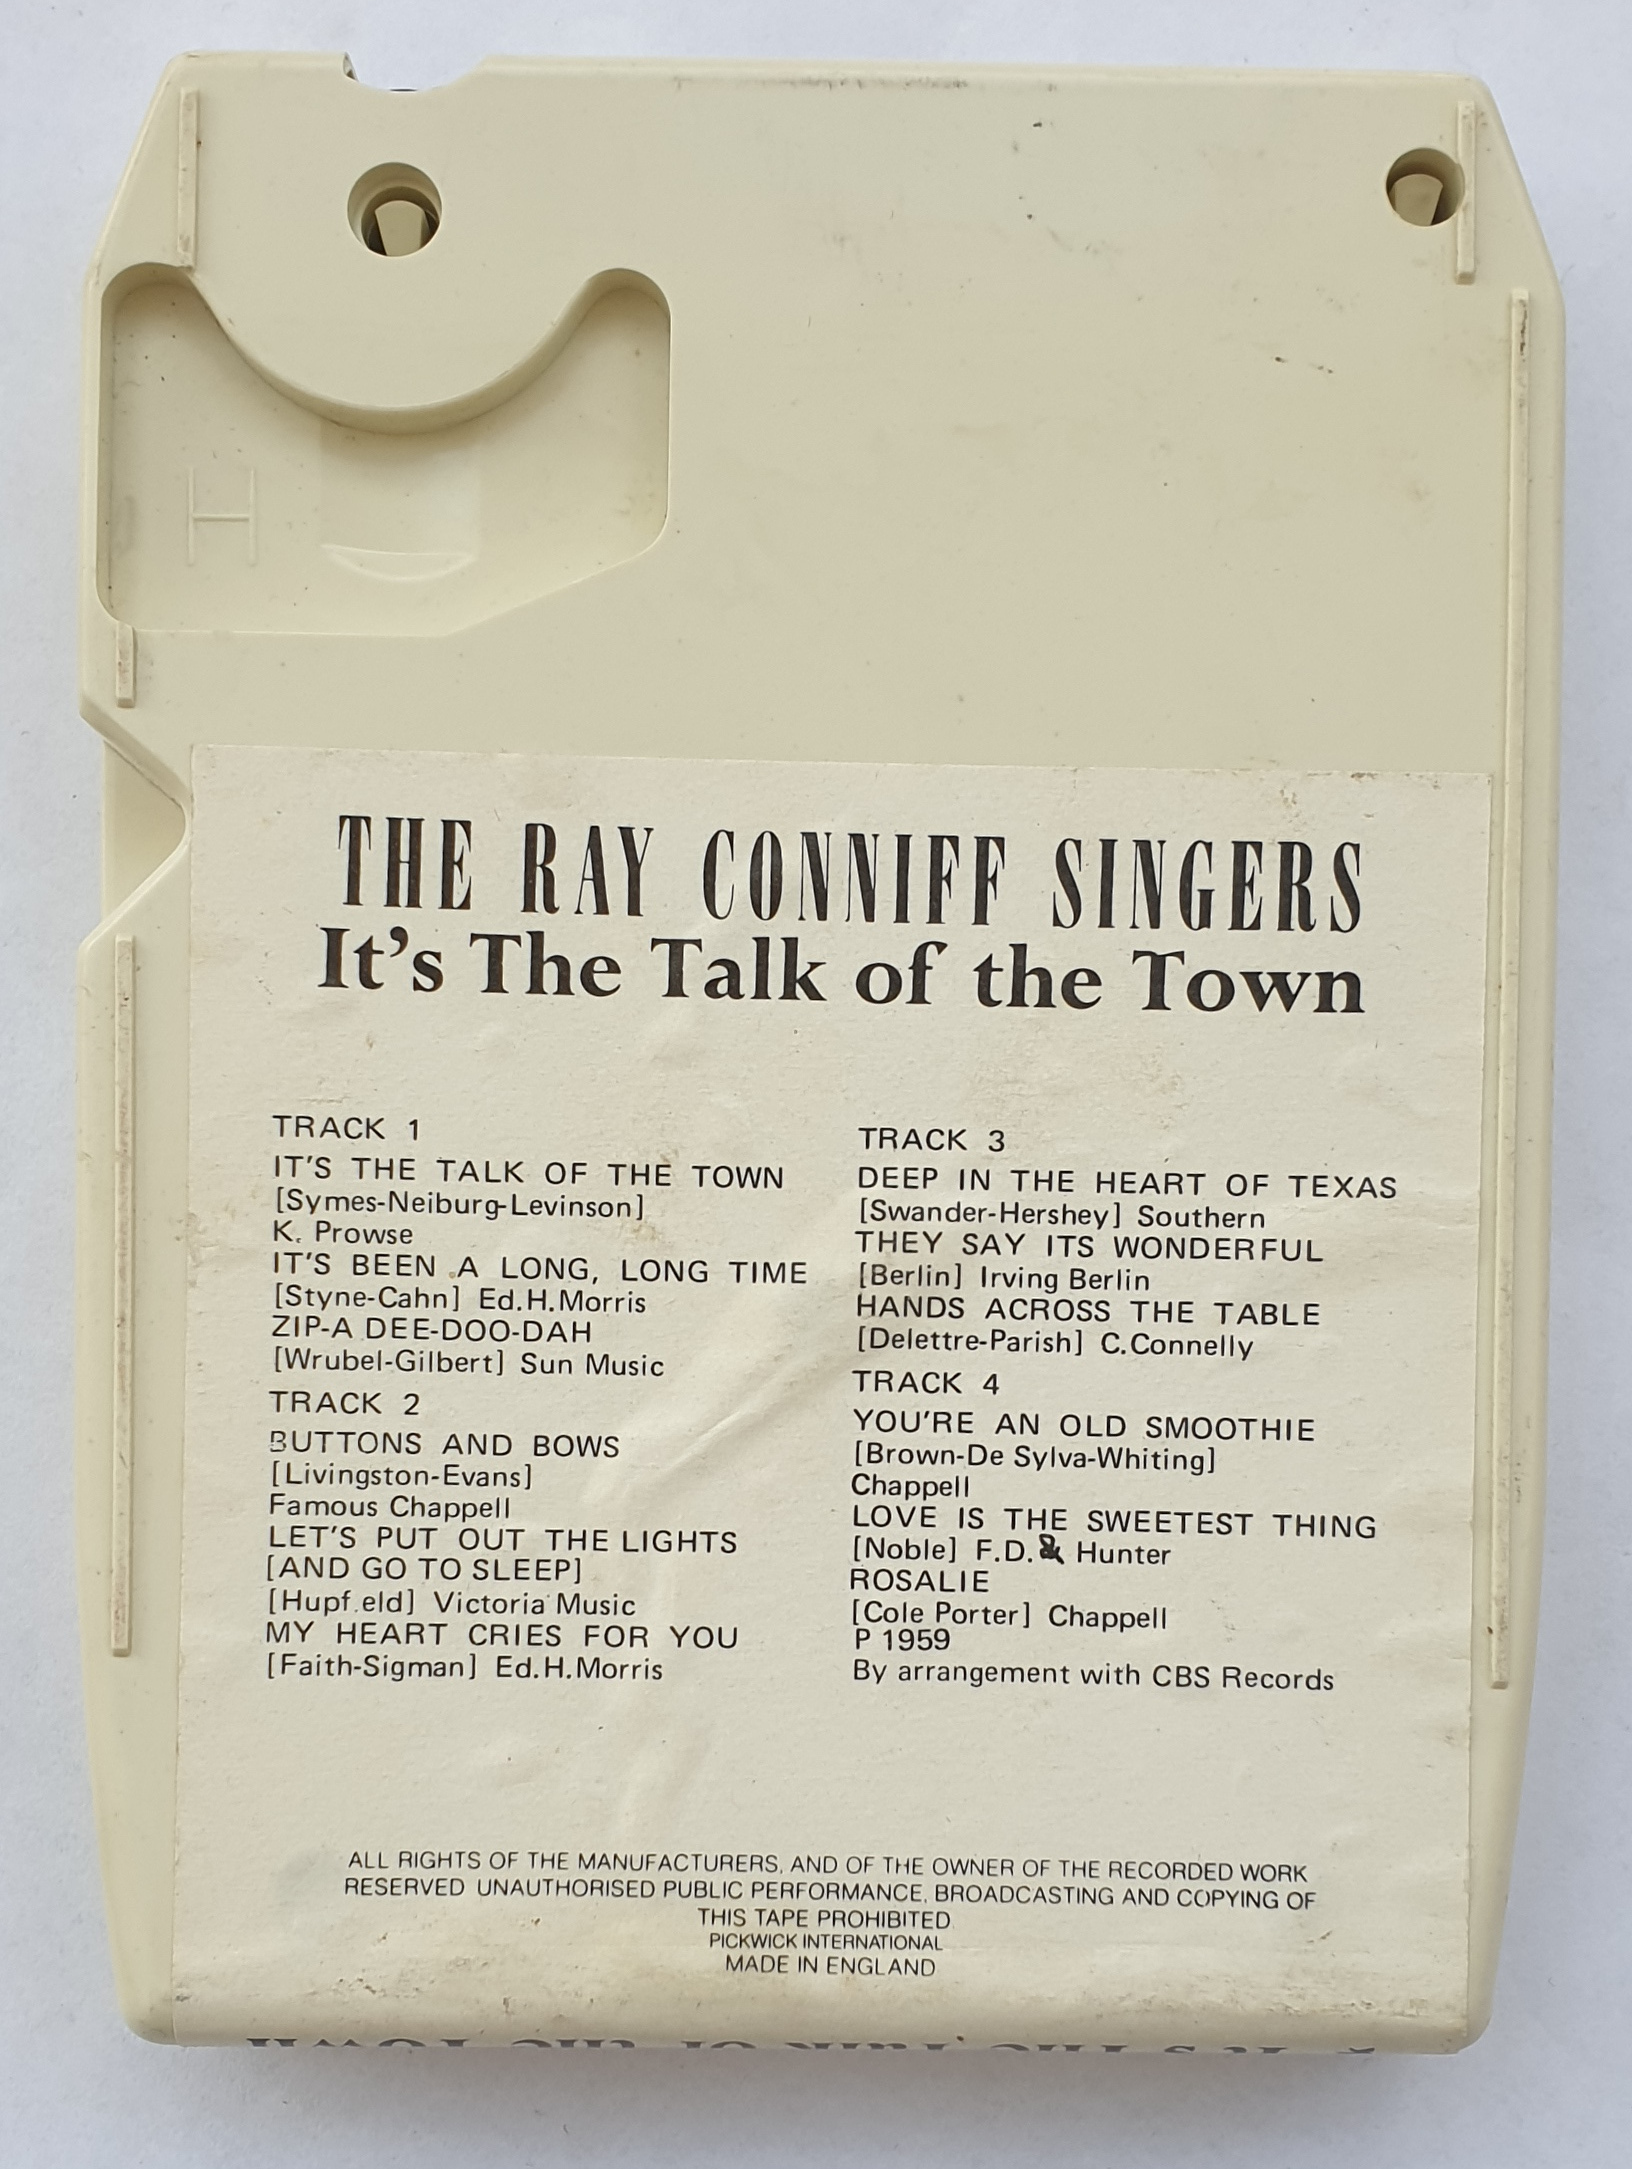 H
THE RAY CONNIFF SINGERS
It's The Talk of the Town
TRACK 1
IT'S THE TALK OF THE TOWN
[Symes-Neiburg-Levinson]
K. Prowse
IT'S BEEN A LONG, LONG TIME
[Styne-Cahn] Ed.H.Morris
ZIP-A DEE-DOO-DAH
[Wrubel-Gilbert] Sun Music
TRACK 2
BUTTONS AND BOWS
[Livingston-Evans]
Famous Chappell
LET'S PUT OUT THE LIGHTS
[AND GO TO SLEEP]
[Hupf.eld] Victoria Music
MY HEART CRIES FOR YOU
[Faith-Sigman] Ed.H.Morris
TRACK 3
DEEP IN THE HEART OF TEXAS
[Swander-Hershey] Southern
THEY SAY ITS WONDERFUL
[Berlin] Irving Berlin
HANDS ACROSS THE TABLE
[Delettre-Parish] C.Connelly
TRACK 4
YOU'RE AN OLD SMOOTHIE
[Brown-De Sylva-Whiting]
Chappell
LOVE IS THE SWEETEST THING
[Noble] F.D.& Hunter
ROSALIE
[Cole Porter] Chappell
P 1959
By arrangement with CBS Records
ALL RIGHTS OF THE MANUFACTURERS, AND OF THE OWNER OF THE RECORDED WORK
RESERVED UNAUTHORISED PUBLIC PERFORMANCE, BROADCASTING AND COPYING OF
THIS TAPE PROHIBITED
PICKWICK INTERNATIONAL
MADE IN ENGLAND
It's The Talk of the Town